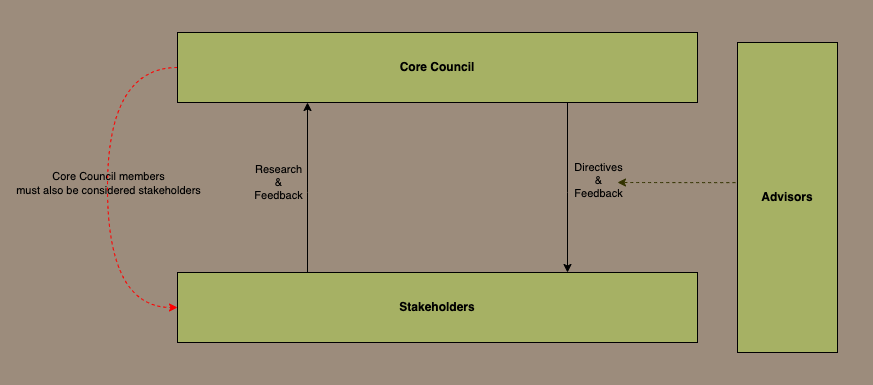 Core Council
Core Council members
must also be considered stakeholders
Research
&
Feedback
Directives
&
Feedback
Advisors
Stakeholders